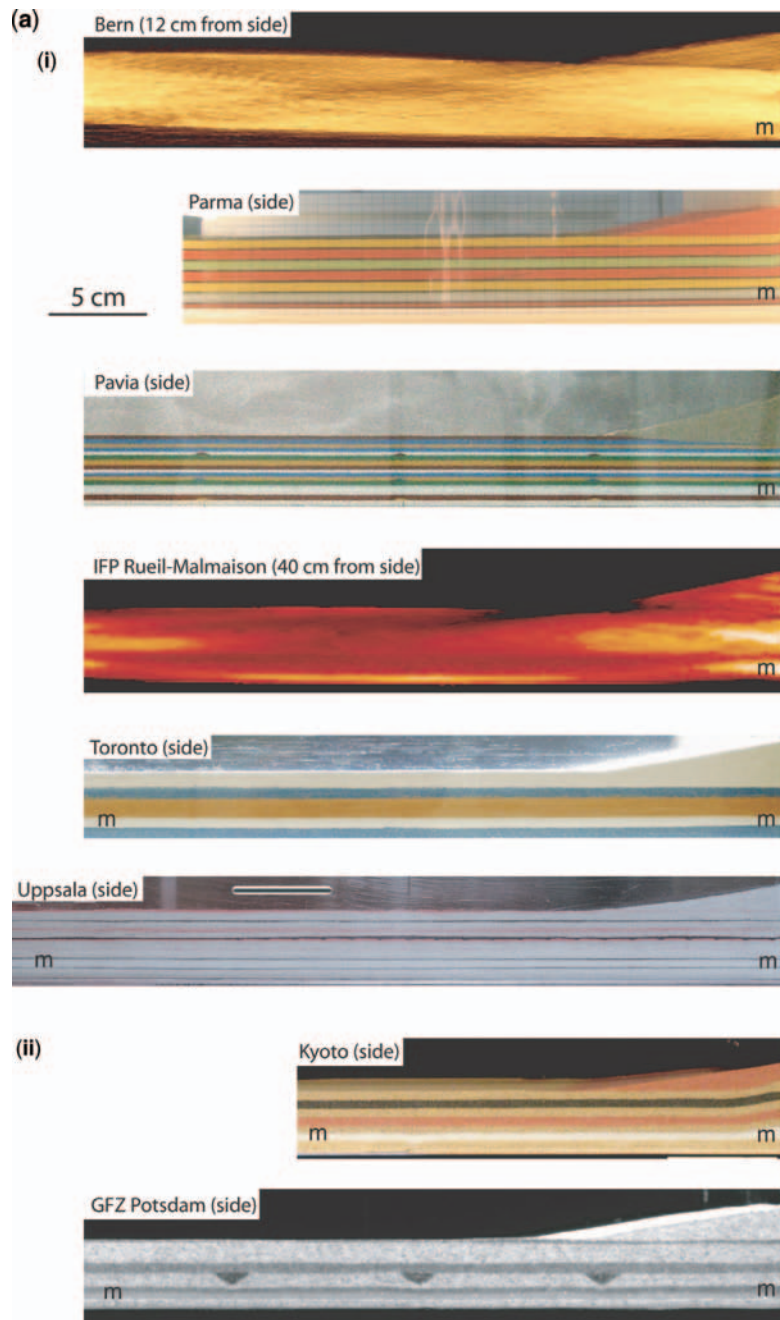 (a)
Bern (12 cm from side)
(i)
m
Parma (side)
5 cm
m
Pavia (side)
m
IFP Rueil-Malmaison (40 cm from side)
m
Toronto (side)
m m
Uppsala (side)
m m
(ii)
Kyoto (side)
m m
GFZ Potsdam (side)
m m